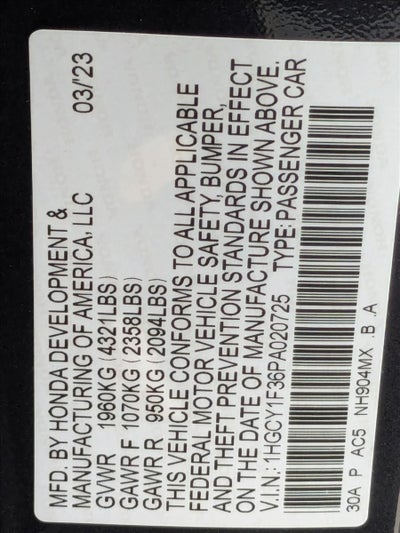 MFD. BY HONDA DEVELOPMENT &
MANUFACTURING OF AMERICA, LLC 03/'23
GVWR 1960KG (4321LBS)
GAWR F 1070KG (2358LBS)
GAWR R 950KG (2094LBS)
THIS VEHICLE CONFORMS TO ALL APPLICABLE
FEDERAL MOTOR VEHICLE SAFETY, BUMPER,
AND THEFT PREVENTION STANDARDS IN EFFECT
ON THE DATE OF MANUFACTURE SHOWN ABOVE.
V.I.N.:1HGCY1F36PA020725 TYPE:PASSENGER CAR
30A P AC5 NH904MX .B .A